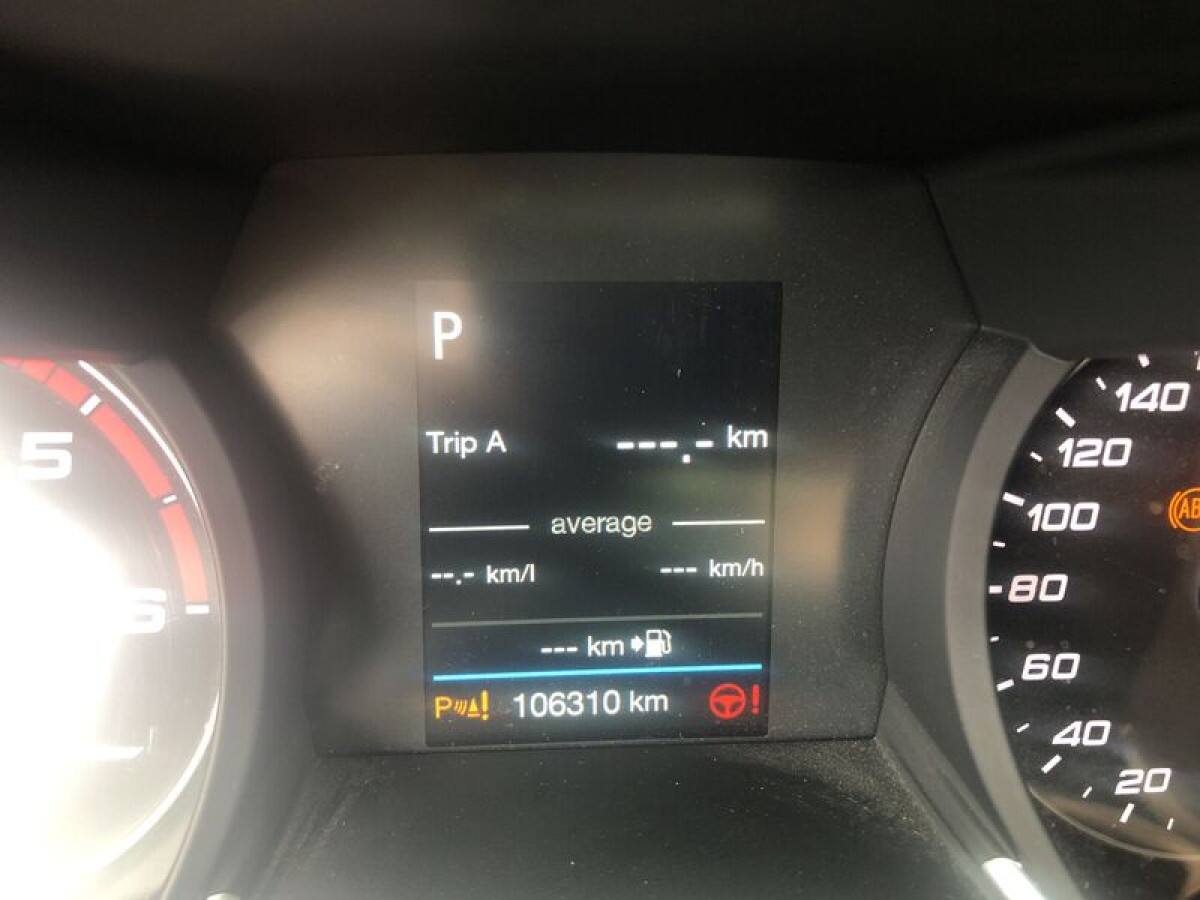 P
Trip A ---.- km
average
--.- km/l --- km/h
--- km
P! 106310 km !
5
6
140
120
100
80
60
40
20